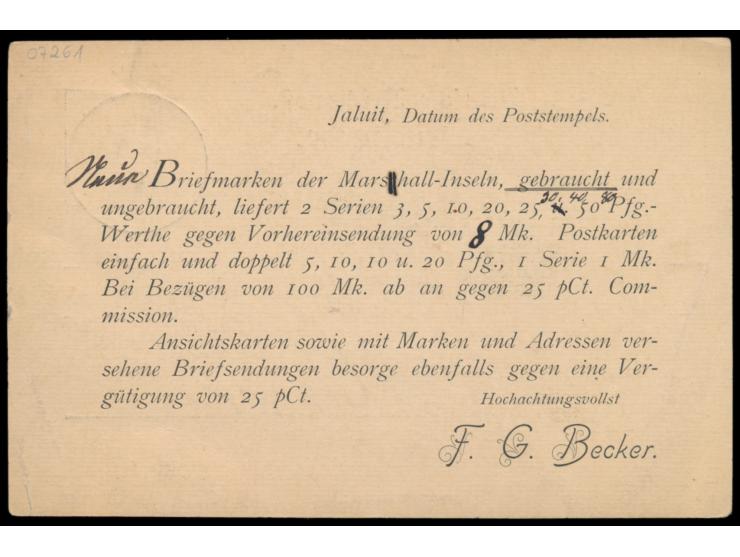 07261
Jaluit, Datum des Poststempels.
Neue Briefmarken der Marshall-Inseln, gebraucht und
30. 40 80
ungebraucht, liefert 2 Serien 3, 5, 10, 20, 25, u. 50 Pfg.-
Werthe gegen Vorhereinsendung von 8 Mk. Postkarten
einfach und doppelt 5, 10, 10 u. 20 Pfg., 1 Serie 1 Mk.
Bei Bezügen von 100 Mk. ab an gegen 25 pCt. Com-
mission.
Ansichtskarten sowie mit Marken und Adressen ver-
sehene Briefsendungen besorge ebenfalls gegen eine Ver-
gütigung von 25 pCt.
Hochachtungsvollst
F. G. Becker.